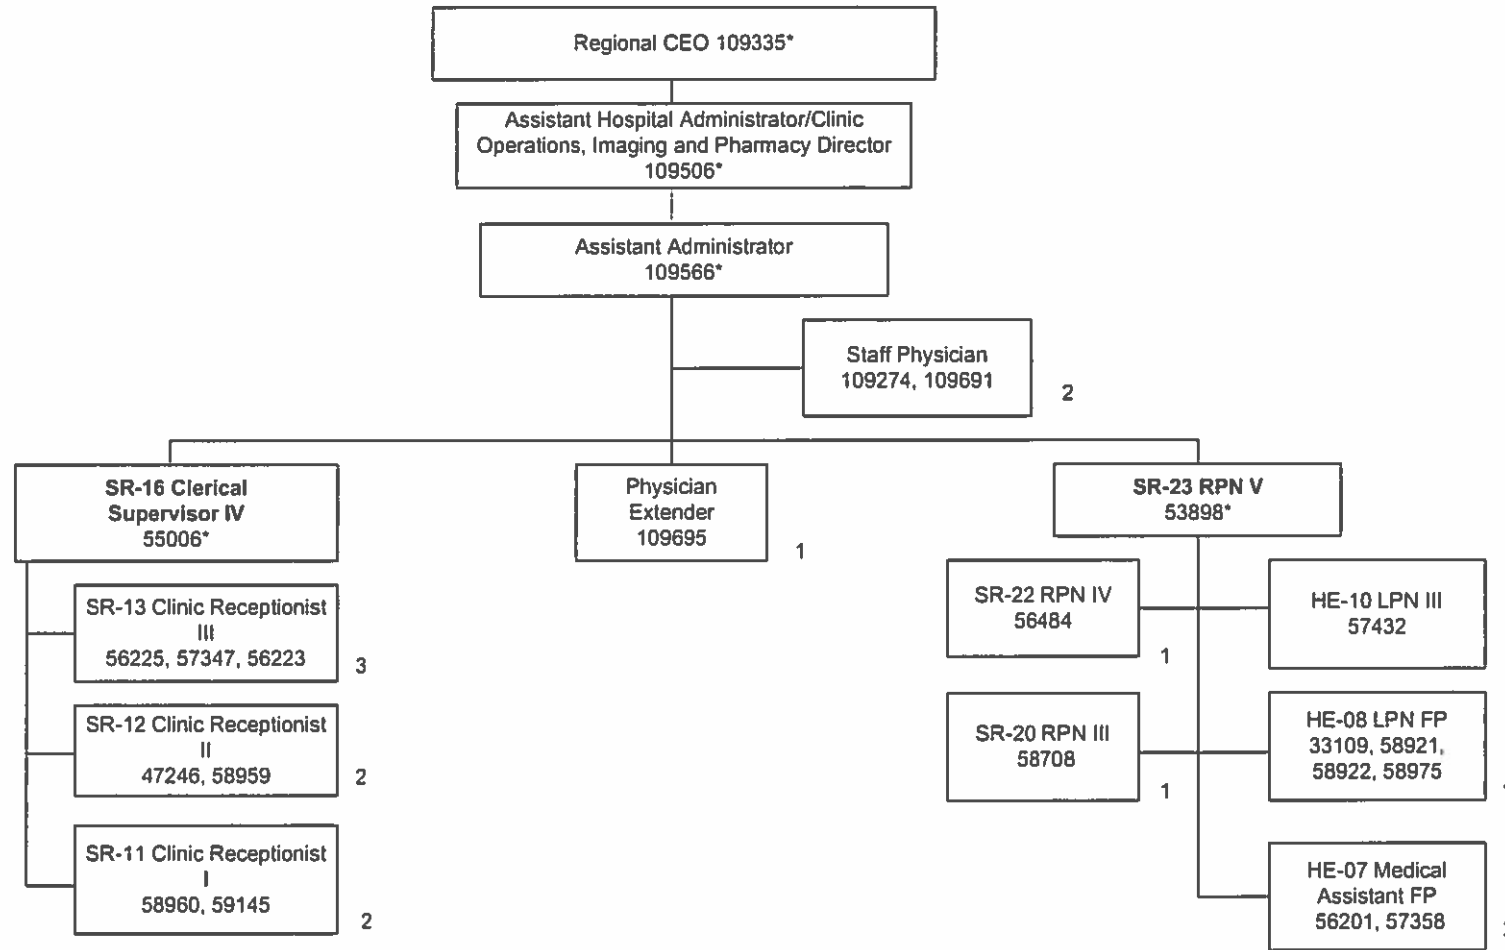 Regional CEO 109335*
Assistant Hospital Administrator/Clinic
Operations, Imaging and Pharmacy Director
109506*
Assistant Administrator
109566*
Staff Physician
109274, 109691
2
SR-16 Clerical
Supervisor IV
55006*
Physician
Extender
109695
1
SR-23 RPN V
53898*
SR-13 Clinic Receptionist
III
56225, 57347, 56223
3
SR-12 Clinic Receptionist
II
47246, 58959
2
SR-11 Clinic Receptionist
I
58960, 59145
2
SR-22 RPN IV
56484
1
HE-10 LPN III
57432
SR-20 RPN III
58708
1
HE-08 LPN FP
33109, 58921,
58922, 58975
HE-07 Medical
Assistant FP
56201, 57358